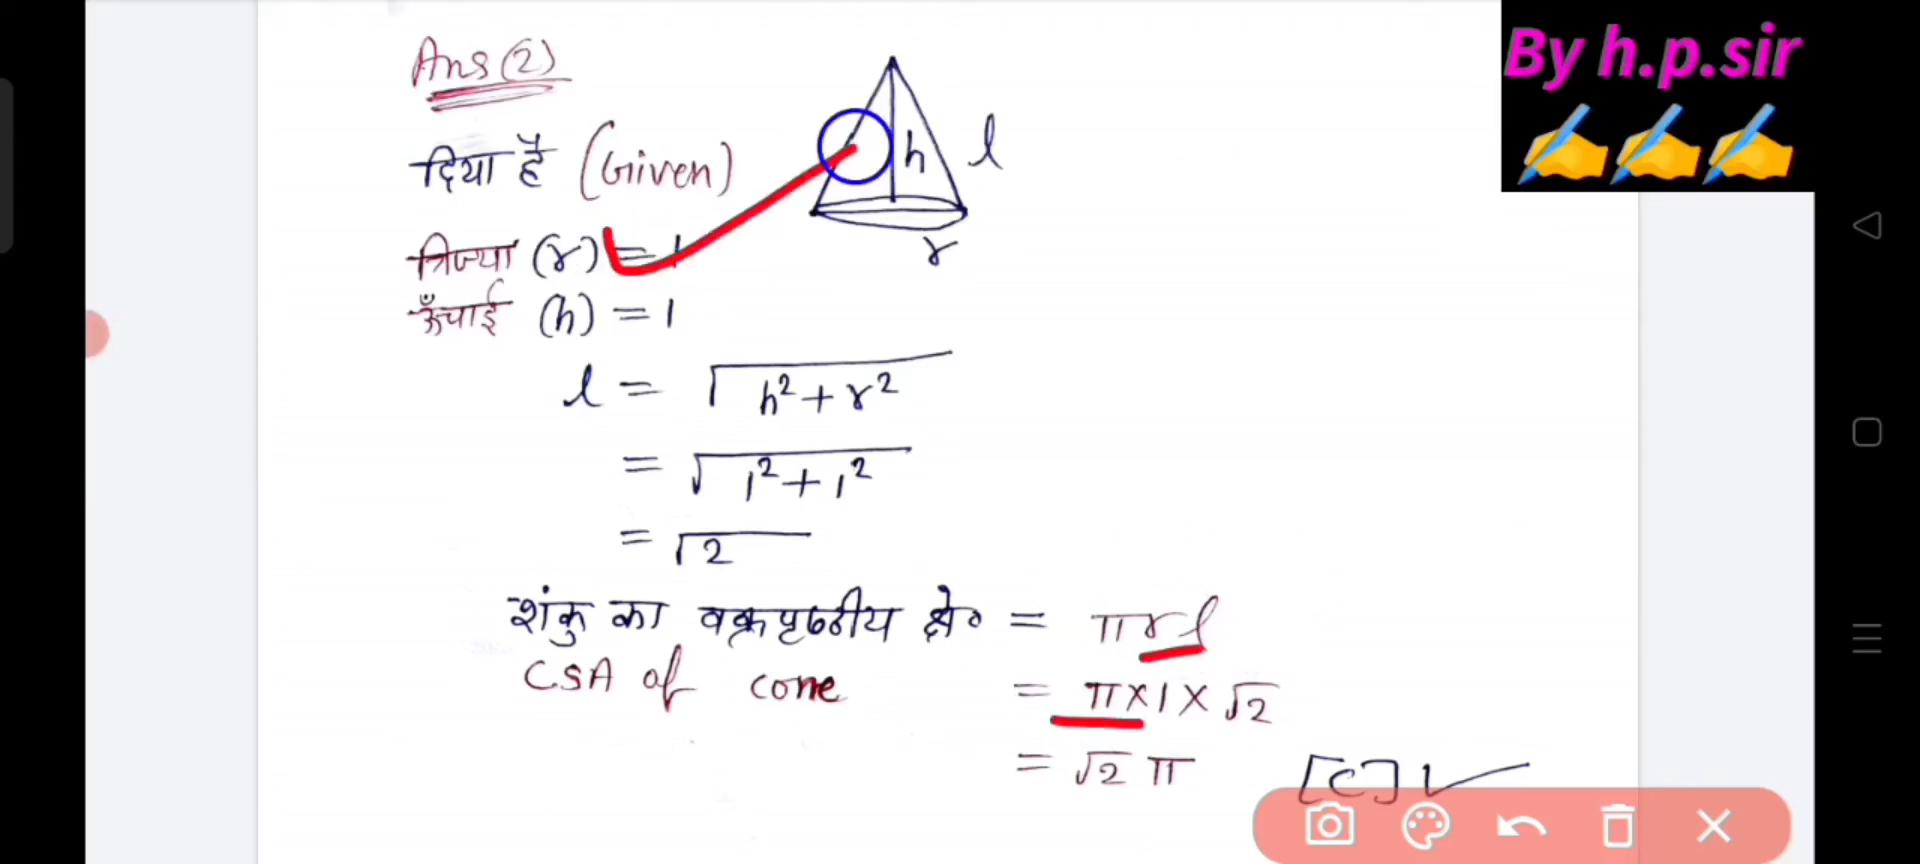 Ans (2)
By h.p.sir
दिया है (Given)
h l
r
त्रिज्या (r) = 1
ऊँचाई (h) = 1
l = √h²+r²
= √1²+1²
= √2
शंकु का वक्रपृष्ठीय क्षे० = πrl
CSA of cone = π×1×√2
= √2 π [C] ✓